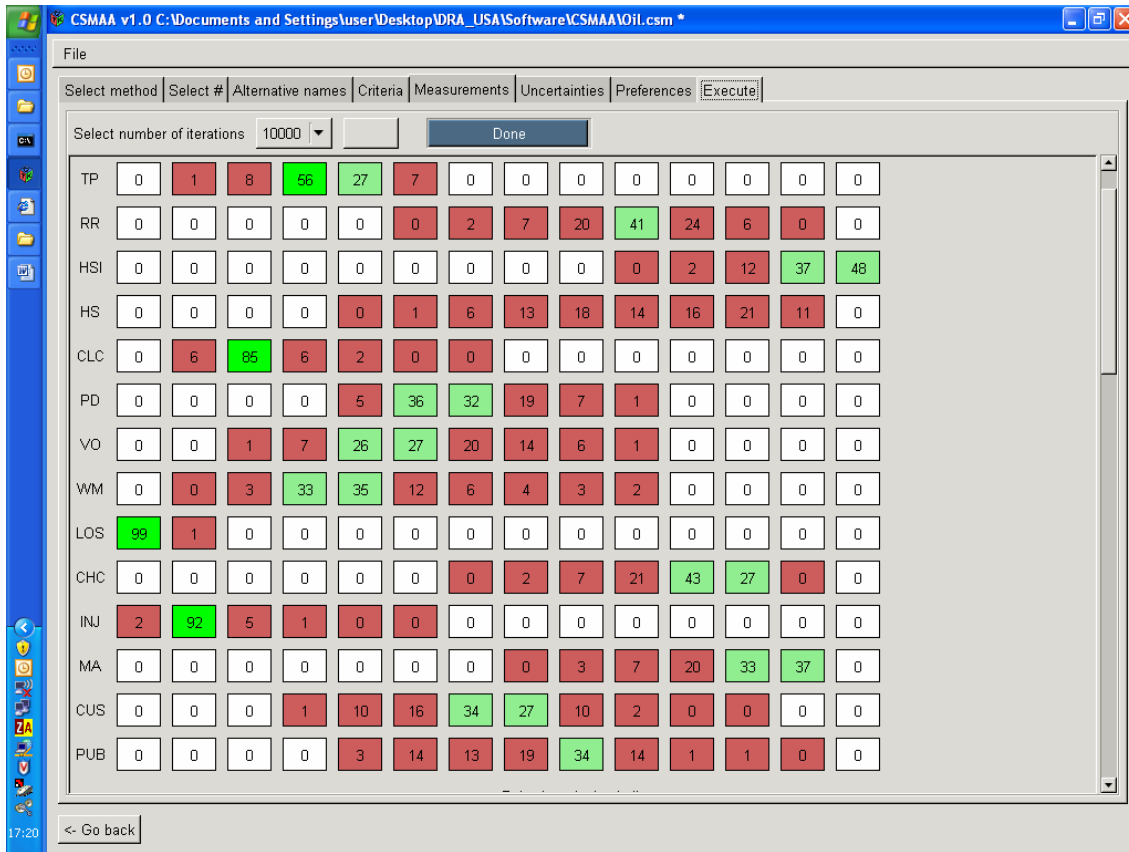 CSMAA v1.0 C:\Documents and Settings\user\Desktop\DRA_USA\Software\CSMAA\Oil.csm *
File
Select method Select # Alternative names Criteria Measurements Uncertainties Preferences Execute
Select number of iterations 10000 Done
TP 0 1 8 56 27 7 0 0 0 0 0 0 0 0
RR 0 0 0 0 0 0 2 7 20 41 24 6 0 0
HSI 0 0 0 0 0 0 0 0 0 0 2 12 37 48
HS 0 0 0 0 0 1 6 13 18 14 16 21 11 0
CLC 0 6 85 6 2 0 0 0 0 0 0 0 0 0
PD 0 0 0 0 5 36 32 19 7 1 0 0 0 0
VO 0 0 1 7 26 27 20 14 6 1 0 0 0 0
WM 0 0 3 33 35 12 6 4 3 2 0 0 0 0
LOS 99 1 0 0 0 0 0 0 0 0 0 0 0 0
CHC 0 0 0 0 0 0 0 2 7 21 43 27 0 0
INJ 2 92 5 1 0 0 0 0 0 0 0 0 0 0
MA 0 0 0 0 0 0 0 0 3 7 20 33 37 0
CUS 0 0 0 1 10 16 34 27 10 2 0 0 0 0
PUB 0 0 0 0 3 14 13 19 34 14 1 1 0 0
<- Go back
ZA
17:20